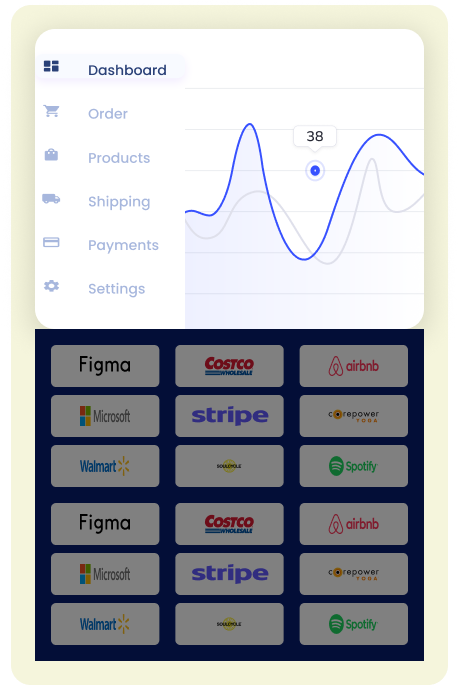 Dashboard
38
Order
Products
Shipping
Payments
Settings
Figma
COSTCO
WHOLESALE
airbnb
Microsoft
stripe
corepower
YOGA
Walmart
SOULCYCLE
Spotify
Figma
COSTCO
WHOLESALE
airbnb
Microsoft
stripe
corepower
YOGA
Walmart
SOULCYCLE
Spotify